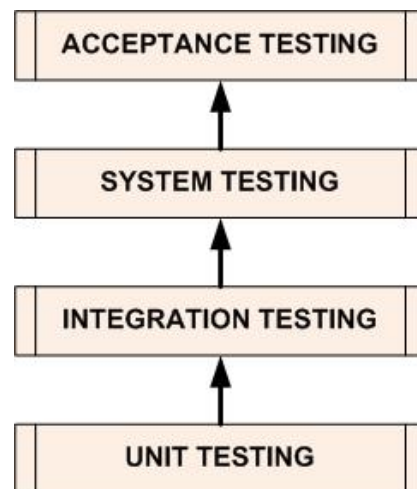 ACCEPTANCE TESTING
SYSTEM TESTING
INTEGRATION TESTING
UNIT TESTING